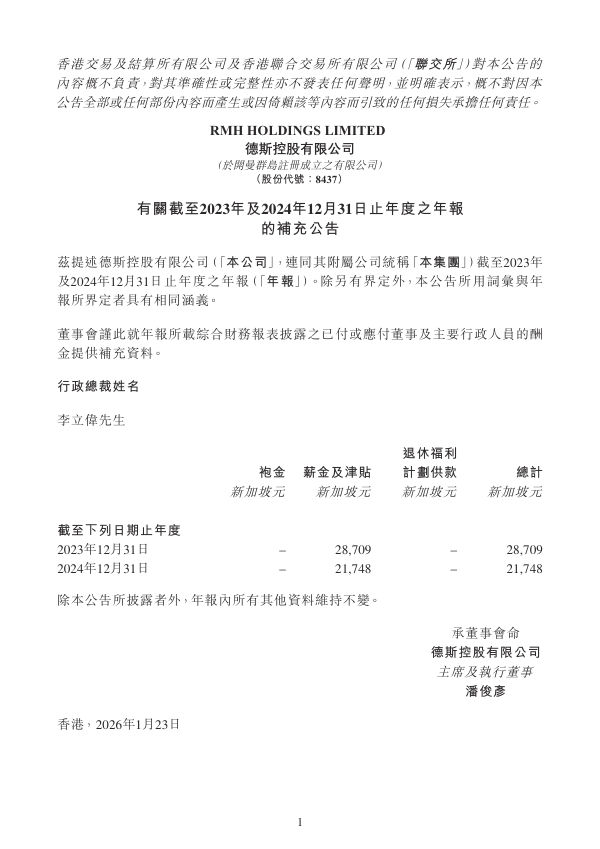 香港交易及結算所有限公司及香港聯合交易所有限公司(「聯交所」)對本公告的
內容概不負責，對其準確性或完整性亦不發表任何聲明，並明確表示，概不對因本
公告全部或任何部份內容而產生或因倚賴該等內容而引致的任何損失承擔任何責任。
RMH HOLDINGS LIMITED
德斯控股有限公司
(於開曼群島註冊成立之有限公司)
(股份代號：8437)
有關截至2023年及2024年12月31日止年度之年報
的補充公告
茲提述德斯控股有限公司(「本公司」，連同其附屬公司統稱「本集團」)截至2023年
及2024年12月31日止年度之年報(「年報」)。除另有界定外，本公告所用詞彙與年
報所界定者具有相同涵義。
董事會謹此就年報所載綜合財務報表披露之已付或應付董事及主要行政人員的酬
金提供補充資料。
行政總裁姓名
李立偉先生
退休福利
袍金 薪金及津貼 計劃供款 總計
新加坡元 新加坡元 新加坡元 新加坡元
截至下列日期止年度
2023年12月31日 – 28,709 – 28,709
2024年12月31日 – 21,748 – 21,748
除本公告所披露者外，年報內所有其他資料維持不變。
承董事會命
德斯控股有限公司
主席及執行董事
潘俊彥
香港，2026年1月23日
1